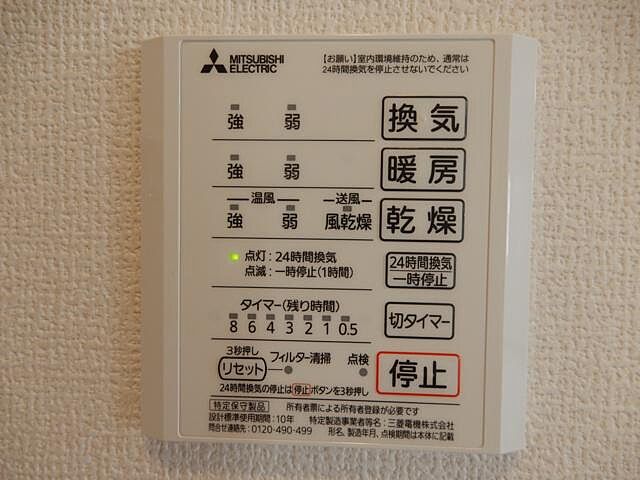 MITSUBISHI
ELECTRIC
【お願い】室内環境維持のため、通常は
24時間換気を停止させないでください
強 弱 換気
強 弱 暖房
温風 送風
強 弱 風乾燥 乾燥
点灯:24時間換気
点滅:一時停止(1時間)
24時間換気
一時停止
タイマー(残り時間)
8 6 4 3 2 1 0.5
切タイマー
3秒押し
リセット フィルター清掃 点検
停止
24時間換気の停止は停止ボタンを3秒押し
特定保守製品 所有者票による所有者登録が必要です
設計標準使用期間:10年 特定製造事業者等名:三菱電機株式会社
問合せ連絡先:0120-490-499 形名、製造年月、点検期間は本体に記載